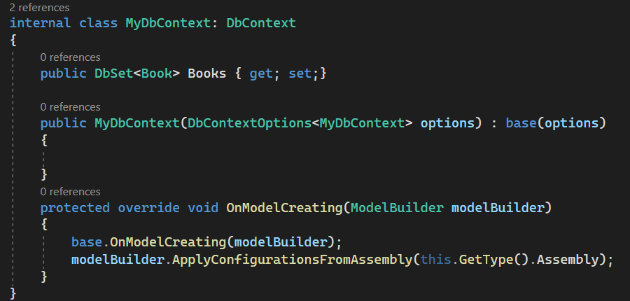 2 references
internal class MyDbContext: DbContext
{
0 references
public DbSet<Book> Books { get; set;}
0 references
public MyDbContext(DbContextOptions<MyDbContext> options) : base(options)
{
}
0 references
protected override void OnModelCreating(ModelBuilder modelBuilder)
{
base.OnModelCreating(modelBuilder);
modelBuilder.ApplyConfigurationsFromAssembly(this.GetType().Assembly);
}
}